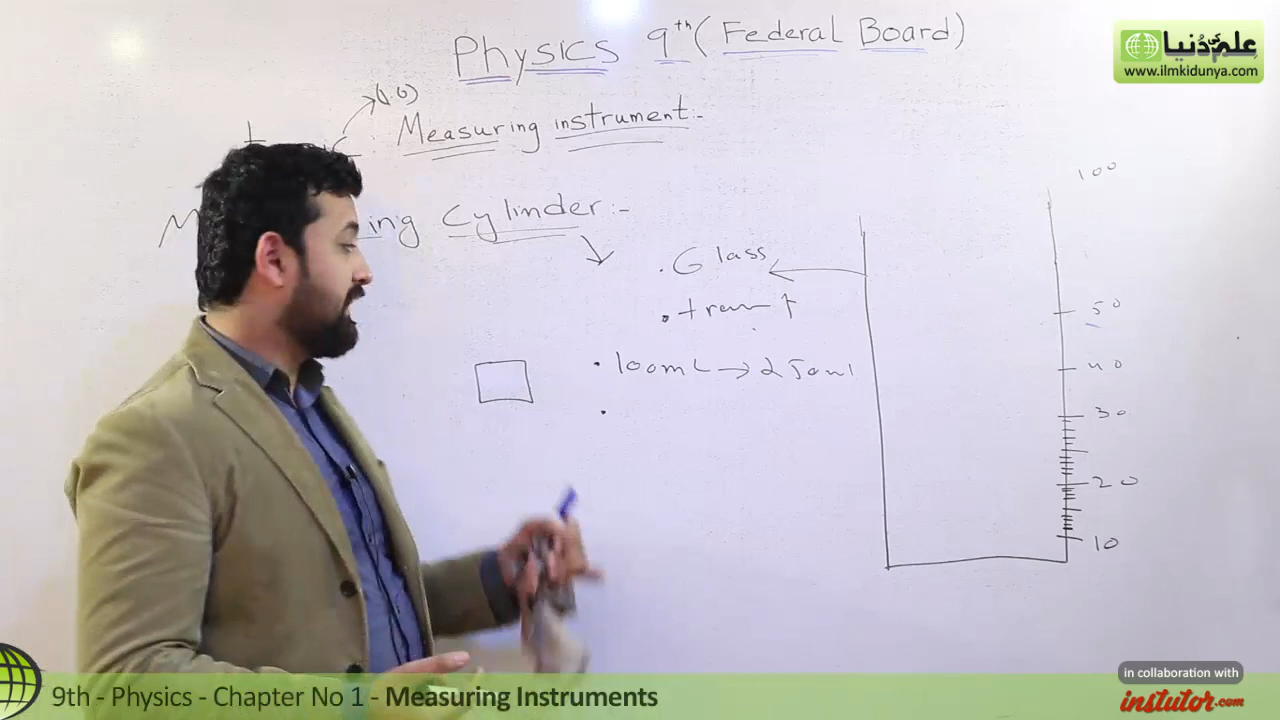 Physics 9th (Federal Board)
علم کی دنیا
www.ilmkidunya.com
Measuring instrument:-
ing Cylinder:-
. Glass
• 100mL → 250ml
100
50
40
30
20
10
in collaboration with
instutor.com
9th - Physics - Chapter No 1 - Measuring Instruments